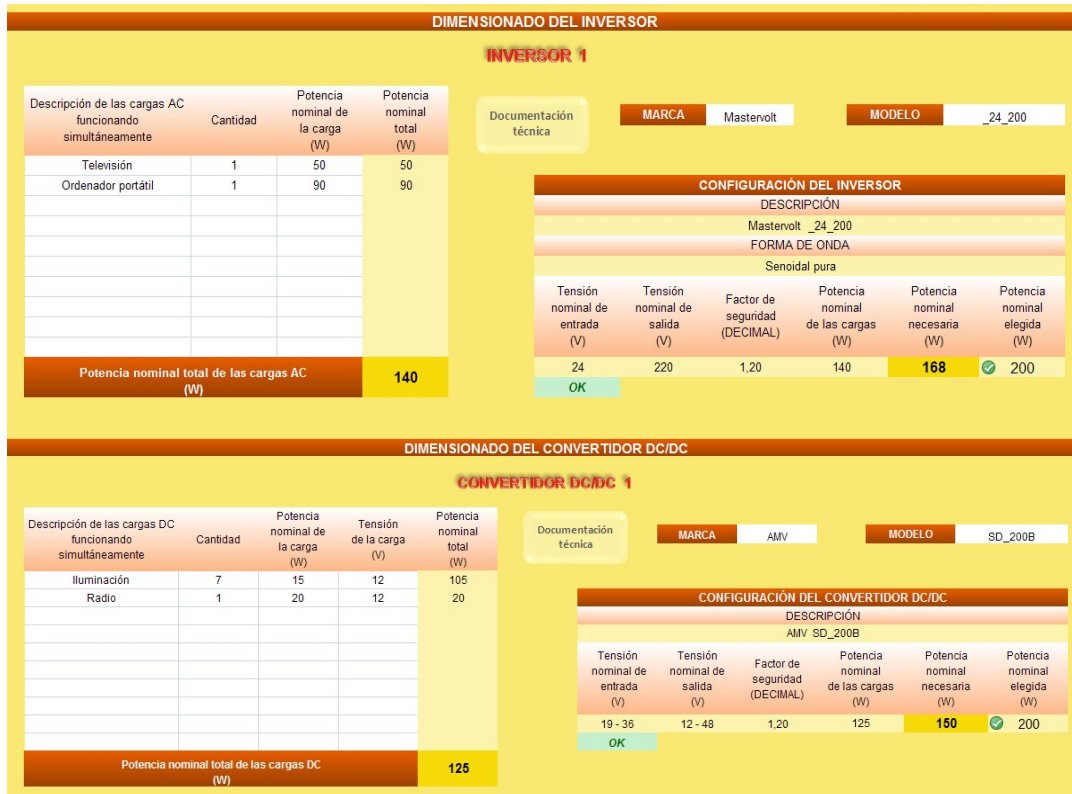 DIMENSIONADO DEL INVERSOR
INVERSOR 1
Descripción de las cargas AC funcionando simultáneamente Cantidad Potencia nominal de la carga (W) Potencia nominal total (W)
Televisión 1 50 50
Ordenador portátil 1 90 90
Potencia nominal total de las cargas AC (W) 140
Documentación técnica
MARCA Mastervolt MODELO _24_200
CONFIGURACIÓN DEL INVERSOR
DESCRIPCIÓN
Mastervolt _24_200
FORMA DE ONDA
Senoidal pura
Tensión nominal de entrada (V) Tensión nominal de salida (V) Factor de seguridad (DECIMAL) Potencia nominal de las cargas (W) Potencia nominal necesaria (W) Potencia nominal elegida (W)
24 220 1,20 140 168 200
OK
DIMENSIONADO DEL CONVERTIDOR DC/DC
CONVERTIDOR DC/DC 1
Descripción de las cargas DC funcionando simultáneamente Cantidad Potencia nominal de la carga (W) Tensión de la carga (V) Potencia nominal total (W)
Iluminación 7 15 12 105
Radio 1 20 12 20
Potencia nominal total de las cargas DC (W) 125
Documentación técnica
MARCA AMV MODELO SD_200B
CONFIGURACIÓN DEL CONVERTIDOR DC/DC
DESCRIPCIÓN
AMV SD_200B
Tensión nominal de entrada (V) Tensión nominal de salida (V) Factor de seguridad (DECIMAL) Potencia nominal de las cargas (W) Potencia nominal necesaria (W) Potencia nominal elegida (W)
19 - 36 12 - 48 1,20 125 150 200
OK